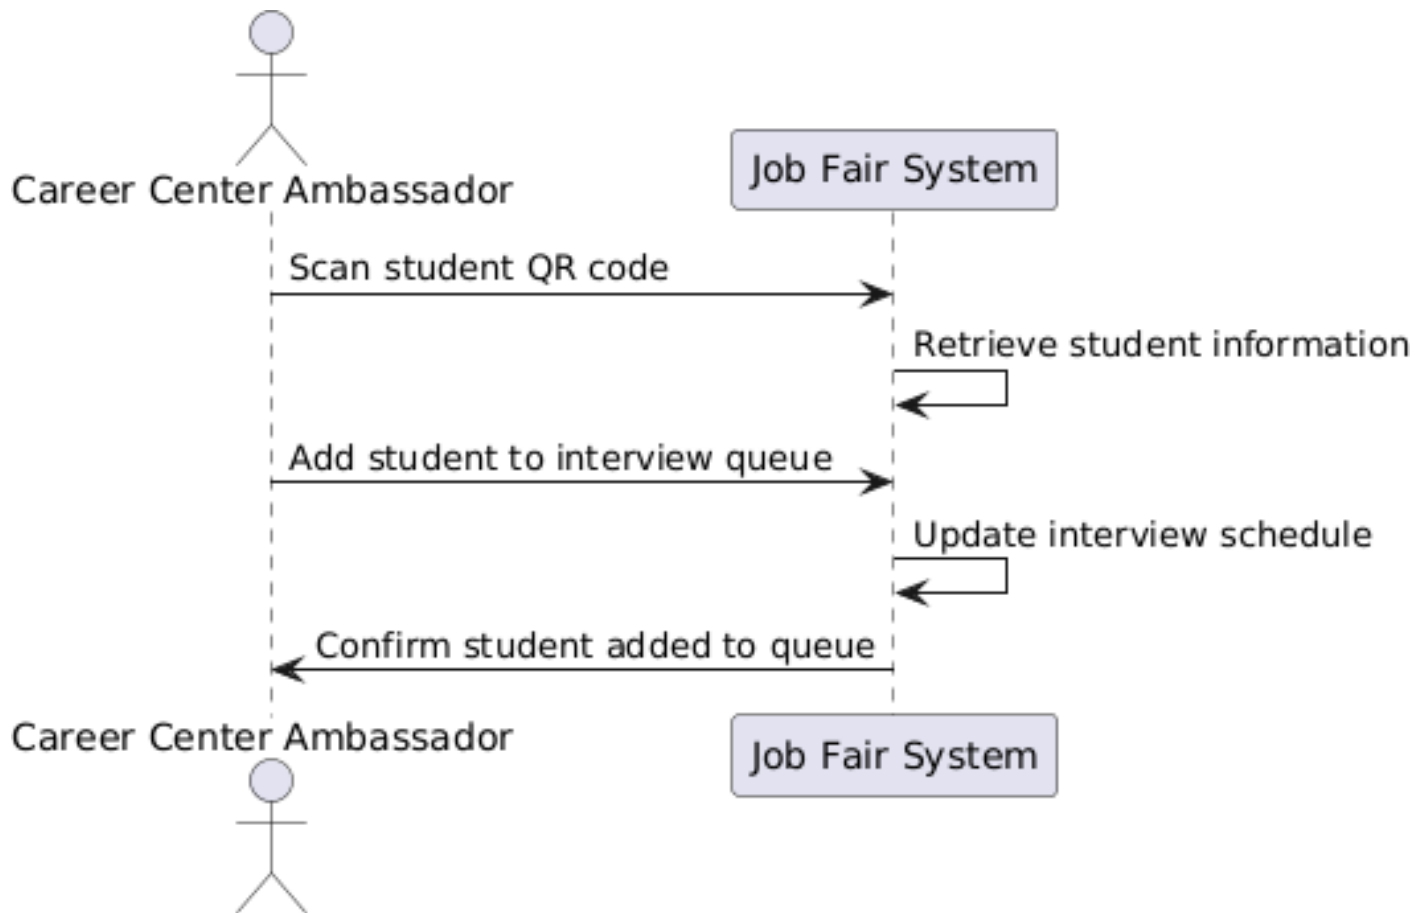 Career Center Ambassador
Job Fair System
Scan student QR code
Retrieve student information
Add student to interview queue
Update interview schedule
Confirm student added to queue
Career Center Ambassador
Job Fair System